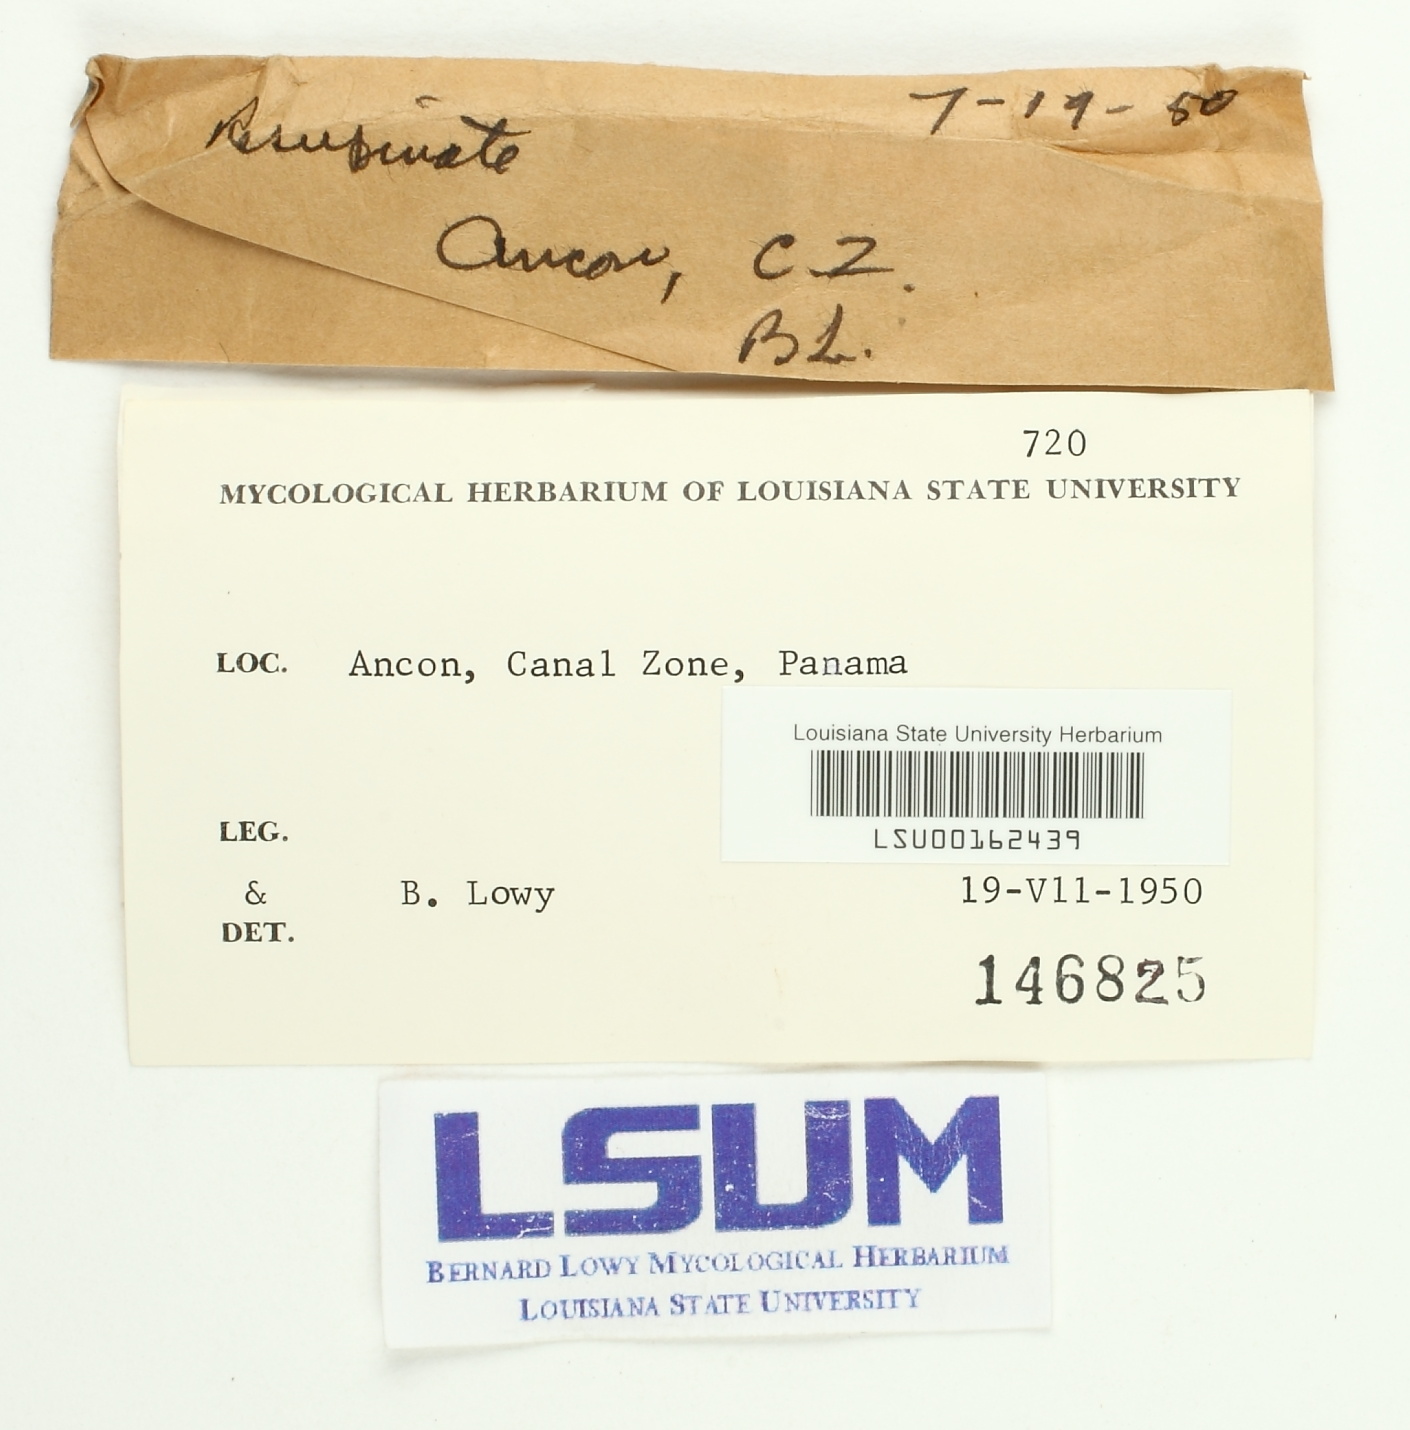 Resupinate 7-19-50
Ancon, C.Z.
BL.
720
MYCOLOGICAL HERBARIUM OF LOUISIANA STATE UNIVERSITY
LOC. Ancon, Canal Zone, Panama
Louisiana State University Herbarium
LSU00162439
LEG.
& B. Lowy 19-V11-1950
DET.
146825
LSUM
BERNARD LOWY MYCOLOGICAL HERBARIUM
LOUISIANA STATE UNIVERSITY